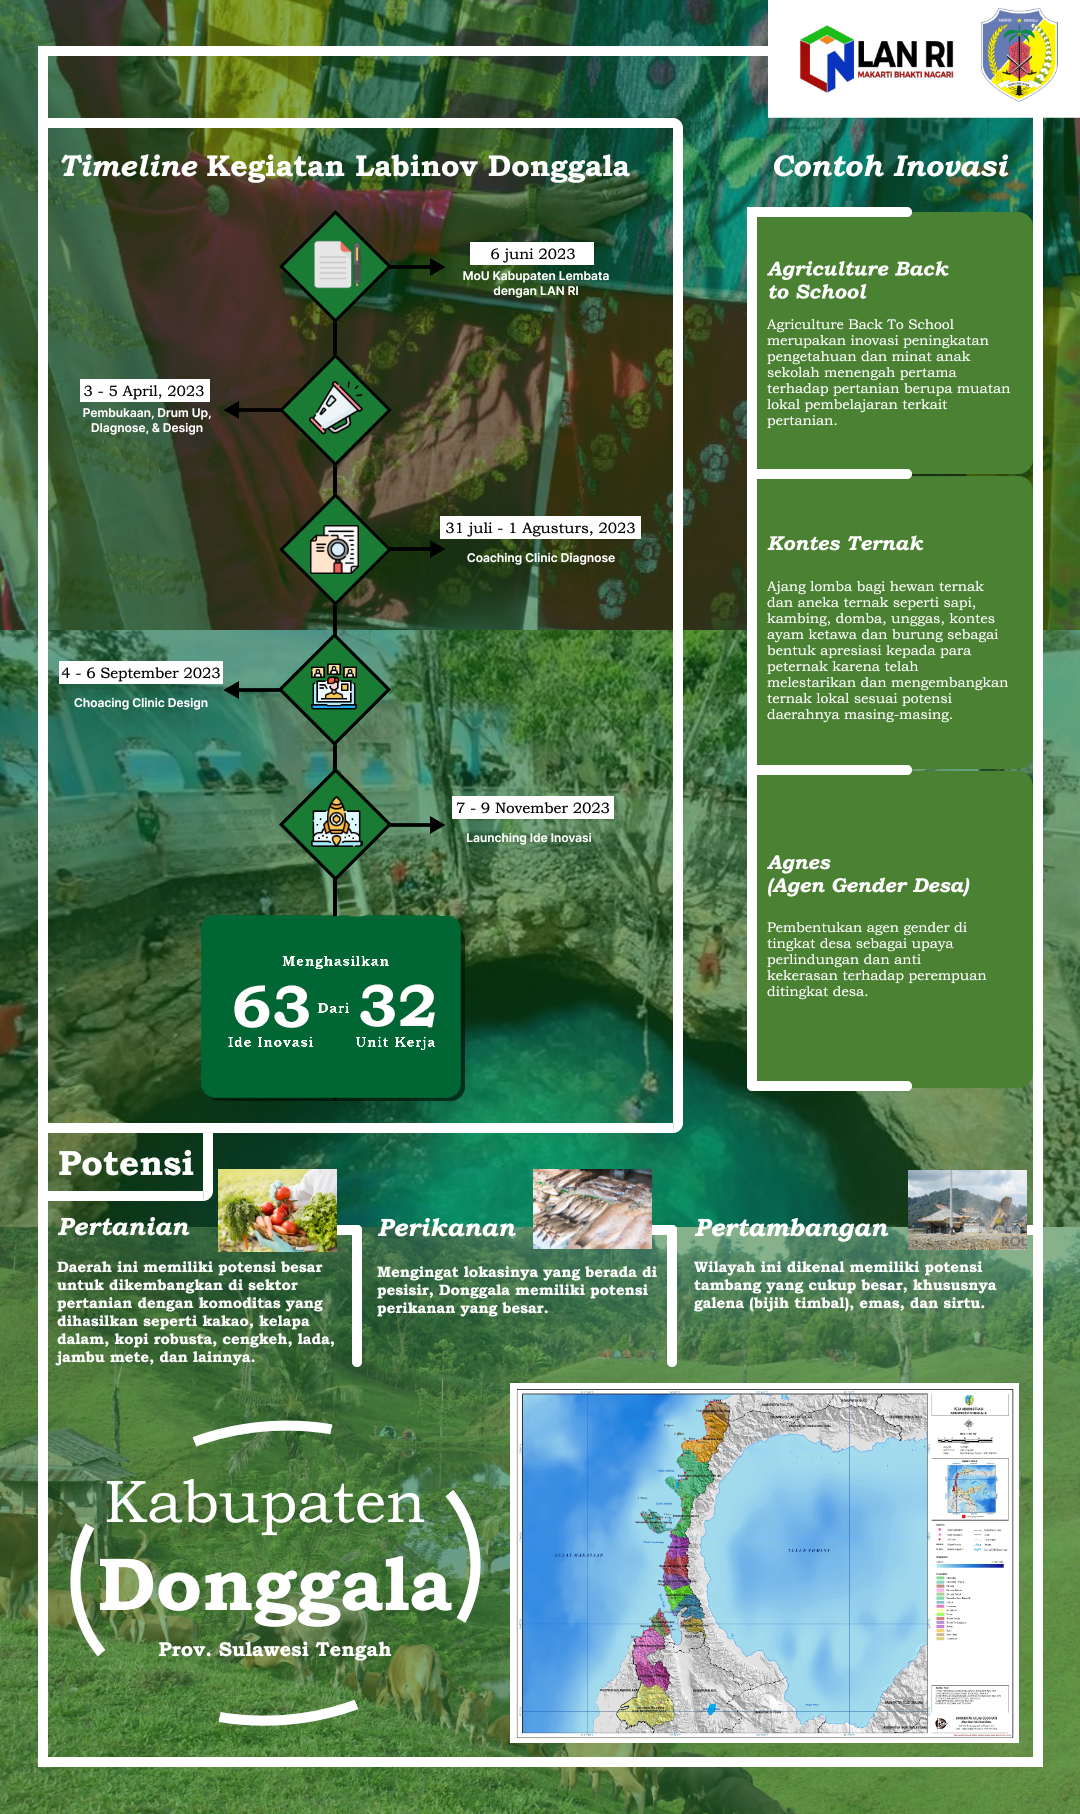 LAN RI
MAKARTI BHAKTI NAGARI
Timeline Kegiatan Labinov Donggala
6 juni 2023
MoU Kabupaten Lembata
dengan LAN RI
3 - 5 April, 2023
Pembukaan, Drum Up,
DIagnose, & Design
31 juli - 1 Agusturs, 2023
Coaching Clinic Diagnose
4 - 6 September 2023
Choacing Clinic Design
7 - 9 November 2023
Launching Ide Inovasi
Menghasilkan
63 Dari 32
Ide Inovasi Unit Kerja
Contoh Inovasi
Agriculture Back
to School
Agriculture Back To School
merupakan inovasi peningkatan
pengetahuan dan minat anak
sekolah menengah pertama
terhadap pertanian berupa muatan
lokal pembelajaran terkait
pertanian.
Kontes Ternak
Ajang lomba bagi hewan ternak
dan aneka ternak seperti sapi,
kambing, domba, unggas, kontes
ayam ketawa dan burung sebagai
bentuk apresiasi kepada para
peternak karena telah
melestarikan dan mengembangkan
ternak lokal sesuai potensi
daerahnya masing-masing.
Agnes
(Agen Gender Desa)
Pembentukan agen gender di
tingkat desa sebagai upaya
perlindungan dan anti
kekerasan terhadap perempuan
ditingkat desa.
Potensi
Pertanian
Daerah ini memiliki potensi besar
untuk dikembangkan di sektor
pertanian dengan komoditas yang
dihasilkan seperti kakao, kelapa
dalam, kopi robusta, cengkeh, lada,
jambu mete, dan lainnya.
Perikanan
Mengingat lokasinya yang berada di
pesisir, Donggala memiliki potensi
perikanan yang besar.
Pertambangan
Wilayah ini dikenal memiliki potensi
tambang yang cukup besar, khususnya
galena (bijih timbal), emas, dan sirtu.
Kabupaten
Donggala
Prov. Sulawesi Tengah
SELAT MAKASSAR
TELUK TOMINI